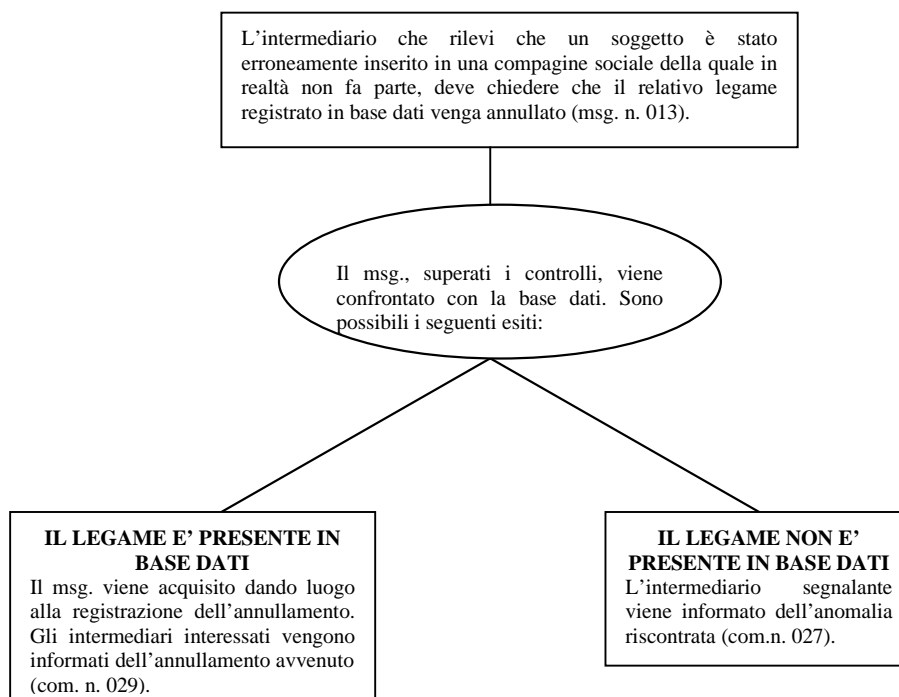 L'intermediario che rilevi che un soggetto è stato
erroneamente inserito in una compagine sociale della quale in
realtà non fa parte, deve chiedere che il relativo legame
registrato in base dati venga annullato (msg. n. 013).
Il msg., superati i controlli, viene
confrontato con la base dati. Sono
possibili i seguenti esiti:
IL LEGAME E' PRESENTE IN
BASE DATI
Il msg. viene acquisito dando luogo
alla registrazione dell'annullamento.
Gli intermediari interessati vengono
informati dell'annullamento avvenuto
(com. n. 029).
IL LEGAME NON E'
PRESENTE IN BASE DATI
L'intermediario segnalante
viene informato dell'anomalia
riscontrata (com.n. 027).